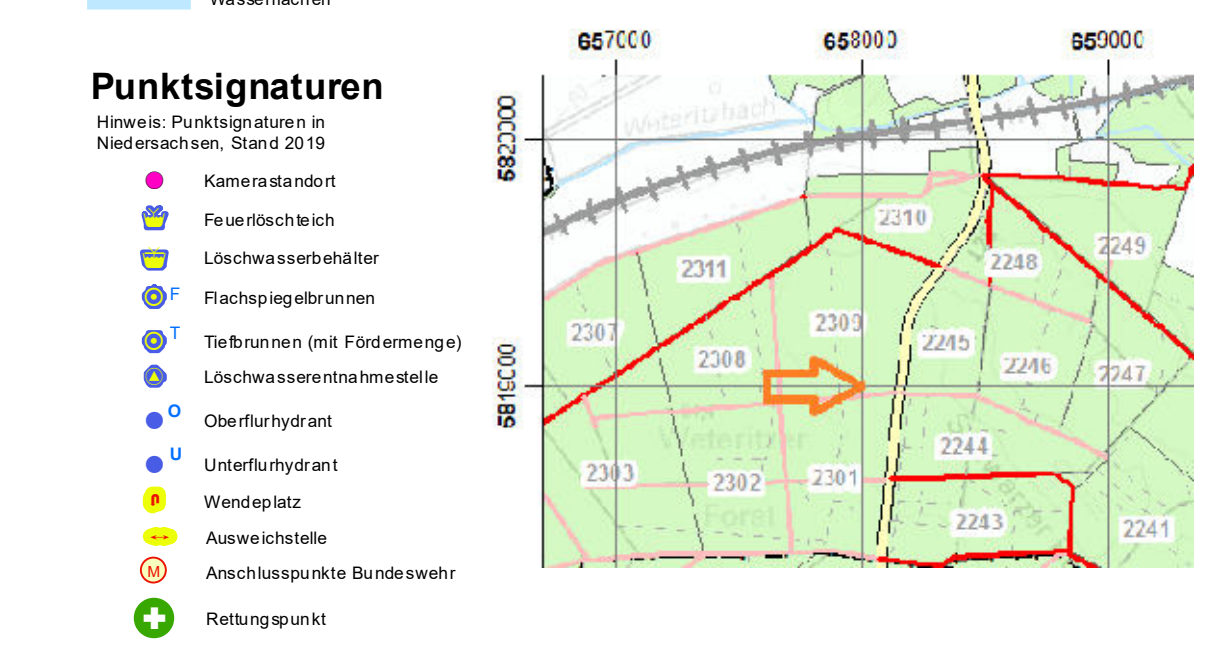 Wasserflächen
Punktsignaturen
Hinweis: Punktsignaturen in
Niedersachsen, Stand 2019
Kamerastandort
Feuerlöschteich
Löschwasserbehälter
F
Flachspiegelbrunnen
T
Tiefbrunnen (mit Fördermenge)
Löschwasserentnahmestelle
O
Oberflurhydrant
U
Unterflurhydrant
Wendeplatz
Ausweichstelle
M
Anschlusspunkte Bundeswehr
Rettungspunkt
657000 658000 659000
5820000
5819000
Weteritzbach
2310
2311
2248
2249
2307
2309
2308
2245
2246
2247
Weteritzer
2244
2303
2302
2301
Forst
2243
2241